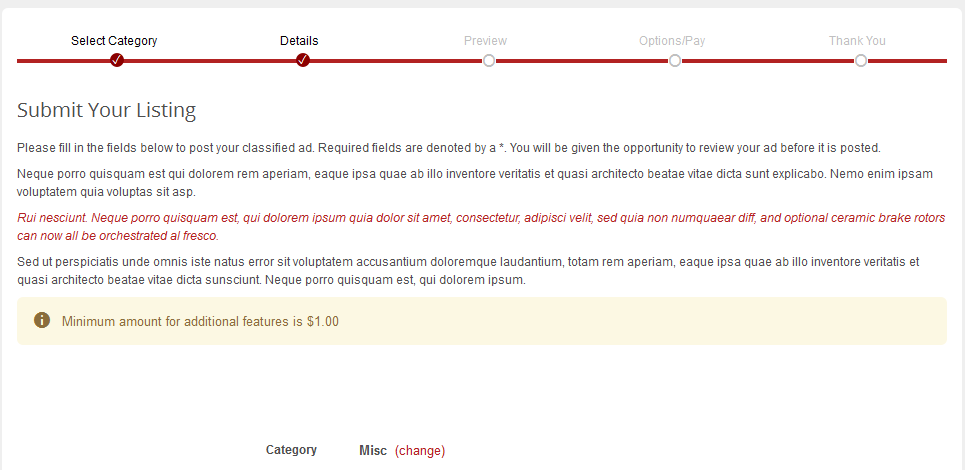 Select Category Details Preview Options/Pay Thank You
Submit Your Listing
Please fill in the fields below to post your classified ad. Required fields are denoted by a *. You will be given the opportunity to review your ad before it is posted.
Neque porro quisquam est qui dolorem rem aperiam, eaque ipsa quae ab illo inventore veritatis et quasi architecto beatae vitae dicta sunt explicabo. Nemo enim ipsam
voluptatem quia voluptas sit asp.
Rui nesciunt. Neque porro quisquam est, qui dolorem ipsum quia dolor sit amet, consectetur, adipisci velit, sed quia non numquaear diff, and optional ceramic brake rotors
can now all be orchestrated al fresco.
Sed ut perspiciatis unde omnis iste natus error sit voluptatem accusantium doloremque laudantium, totam rem aperiam, eaque ipsa quae ab illo inventore veritatis et
quasi architecto beatae vitae dicta sunsciunt. Neque porro quisquam est, qui dolorem ipsum.
Minimum amount for additional features is $1.00
Category Misc (change)